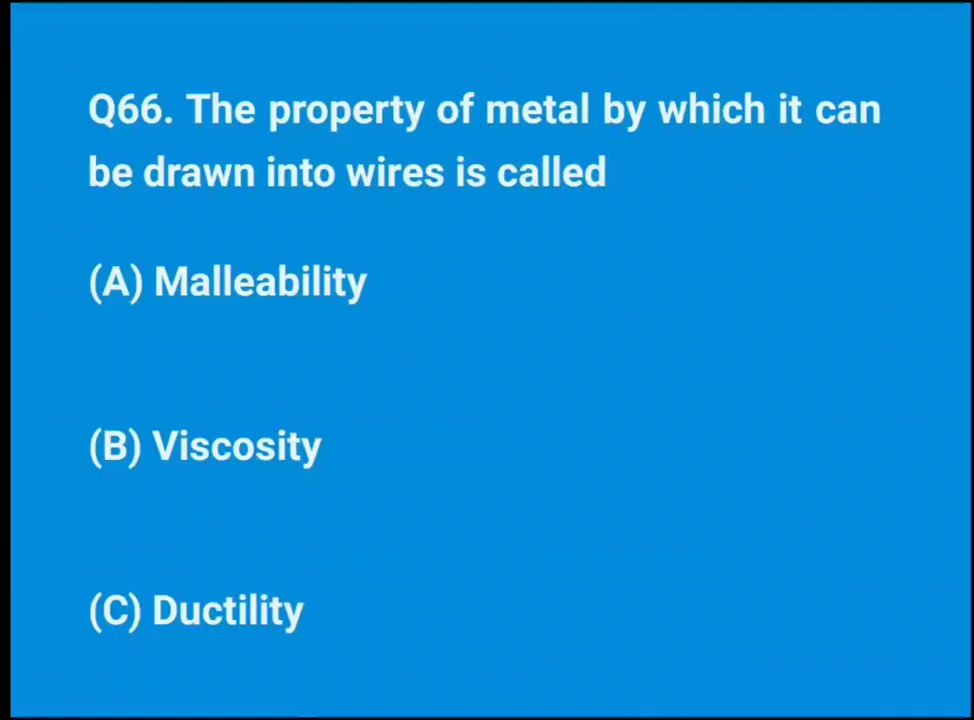 Q66. The property of metal by which it can
be drawn into wires is called
(A) Malleability
(B) Viscosity
(C) Ductility